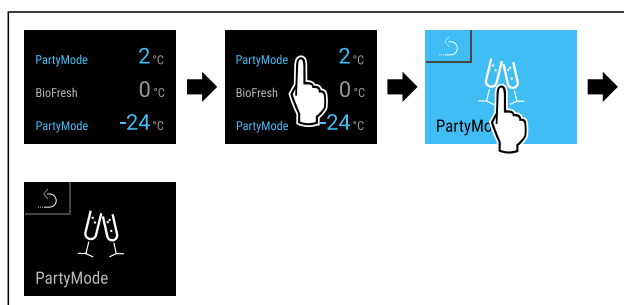 PartyMode 2 °C
BioFresh 0 °C
PartyMode -24 °C
PartyMode 2 °C
BioFresh 0 °C
PartyMode -24 °C
PartyMo
PartyMode